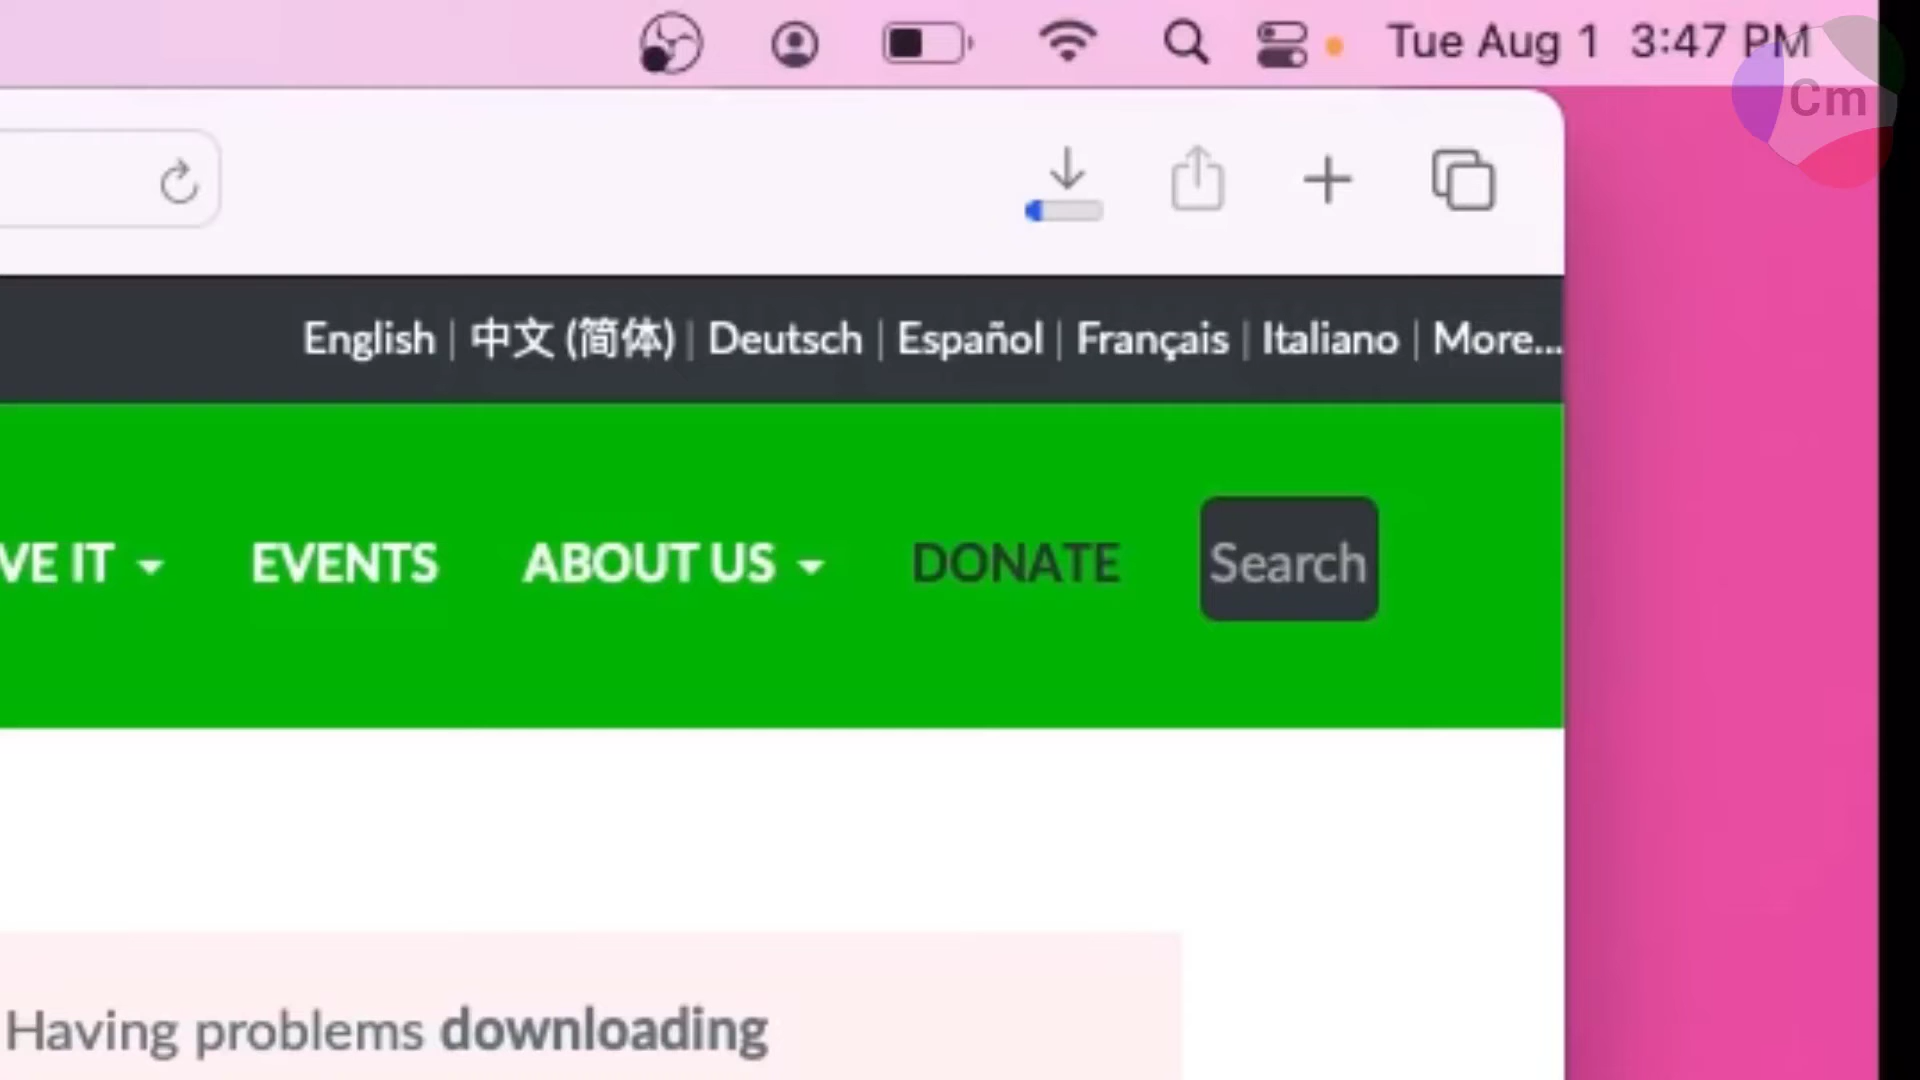 Tue Aug 1 3:47 PM
Cm
English | 中文 (简体) | Deutsch | Español | Français | Italiano | More...
VE IT EVENTS ABOUT US DONATE Search
Having problems downloading